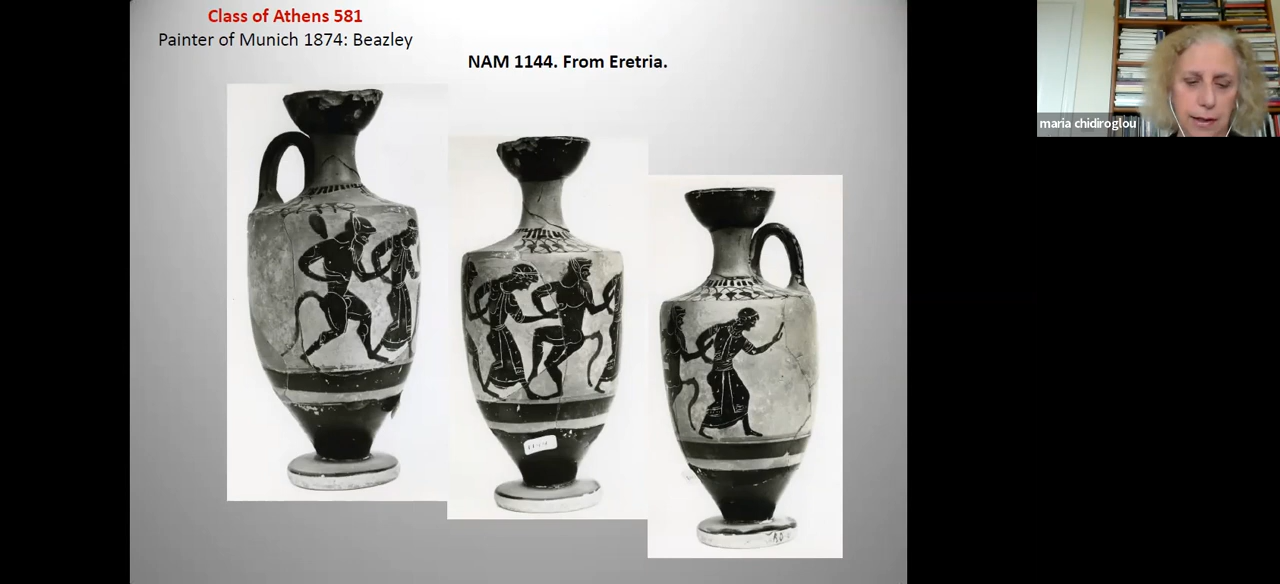 Class of Athens 581
Painter of Munich 1874: Beazley
NAM 1144. From Eretria.
maria chidiroglou